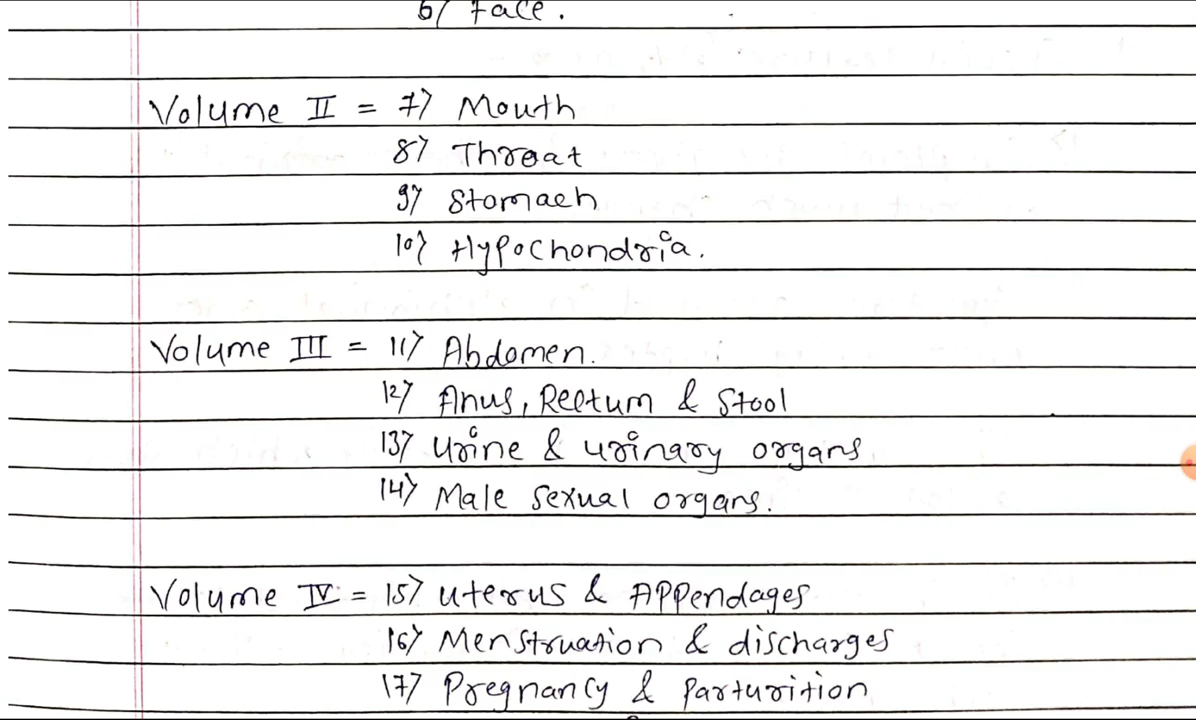 6) Face.
Volume II = 7) Mouth
8) Throat
9) Stomach
10) Hypochondria.
Volume III = 11) Abdomen.
12) Anus, Rectum & Stool
13) Urine & urinary organs
14) Male sexual organs.
Volume IV = 15) Uterus & Appendages
16) Menstruation & discharges
17) Pregnancy & Parturition